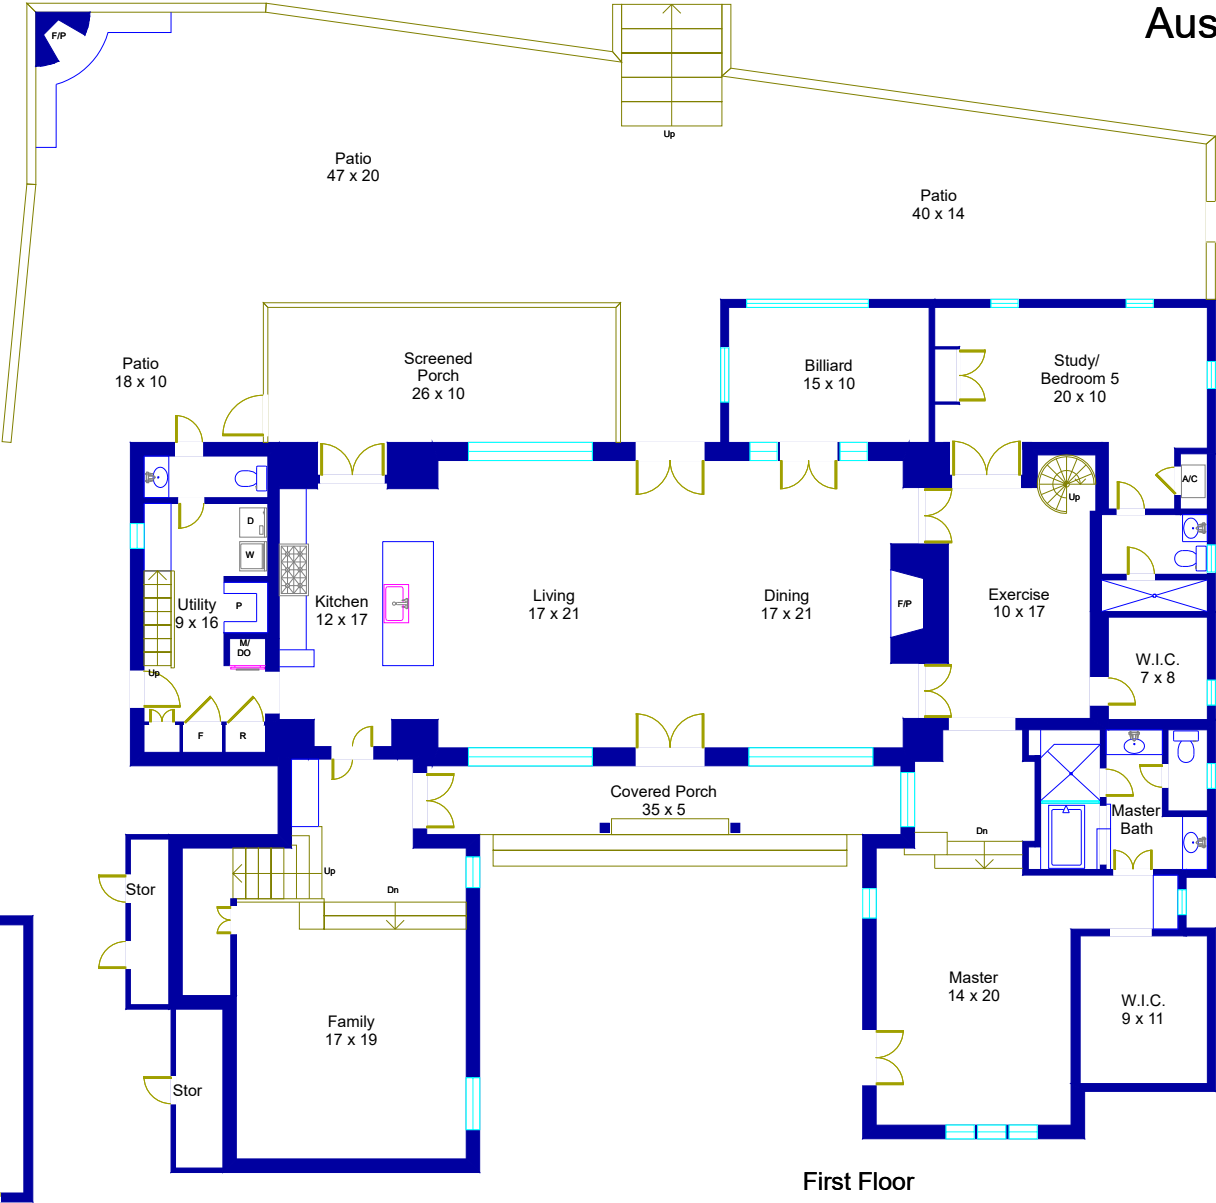 Aus
F/P
Up
Patio
47 x 20
Patio
40 x 14
Patio
18 x 10
Screened
Porch
26 x 10
Billiard
15 x 10
Study/
Bedroom 5
20 x 10
A/C
Up
D
W
P
M/
DO
Utility
9 x 16
Up
F
R
Kitchen
12 x 17
Living
17 x 21
Dining
17 x 21
F/P
Exercise
10 x 17
W.I.C.
7 x 8
Covered Porch
35 x 5
Master
Bath
Dn
Up
Dn
Stor
Stor
Family
17 x 19
Master
14 x 20
W.I.C.
9 x 11
First Floor